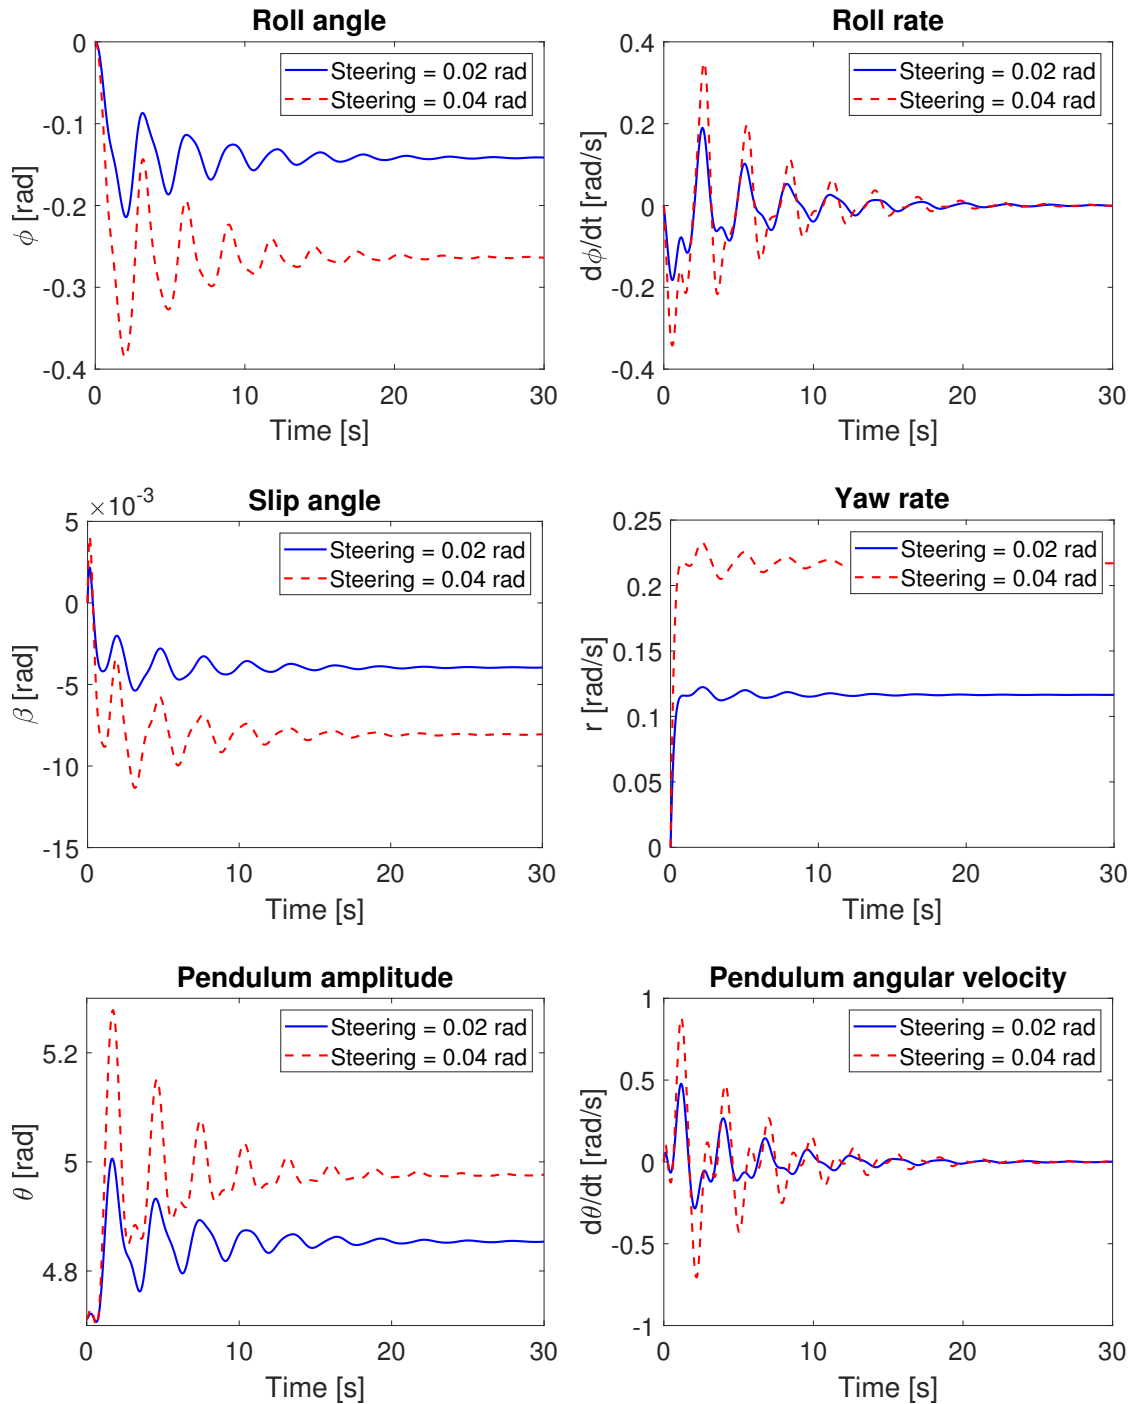 Roll angle
0
-0.1
-0.2
-0.3
-0.4
ϕ [rad]
Steering = 0.02 rad
Steering = 0.04 rad
0 10 20 30
Time [s]
Roll rate
0.4
0.2
0
-0.2
-0.4
dϕ/dt [rad/s]
Steering = 0.02 rad
Steering = 0.04 rad
0 10 20 30
Time [s]
×10⁻³
Slip angle
5
0
-5
-10
-15
β [rad]
Steering = 0.02 rad
Steering = 0.04 rad
0 10 20 30
Time [s]
Yaw rate
0.25
0.2
0.15
0.1
0.05
0
r [rad/s]
Steering = 0.02 rad
Steering = 0.04 rad
0 10 20 30
Time [s]
Pendulum amplitude
5.2
5
4.8
θ [rad]
Steering = 0.02 rad
Steering = 0.04 rad
0 10 20 30
Time [s]
Pendulum angular velocity
1
0.5
0
-0.5
-1
dθ/dt [rad/s]
Steering = 0.02 rad
Steering = 0.04 rad
0 10 20 30
Time [s]